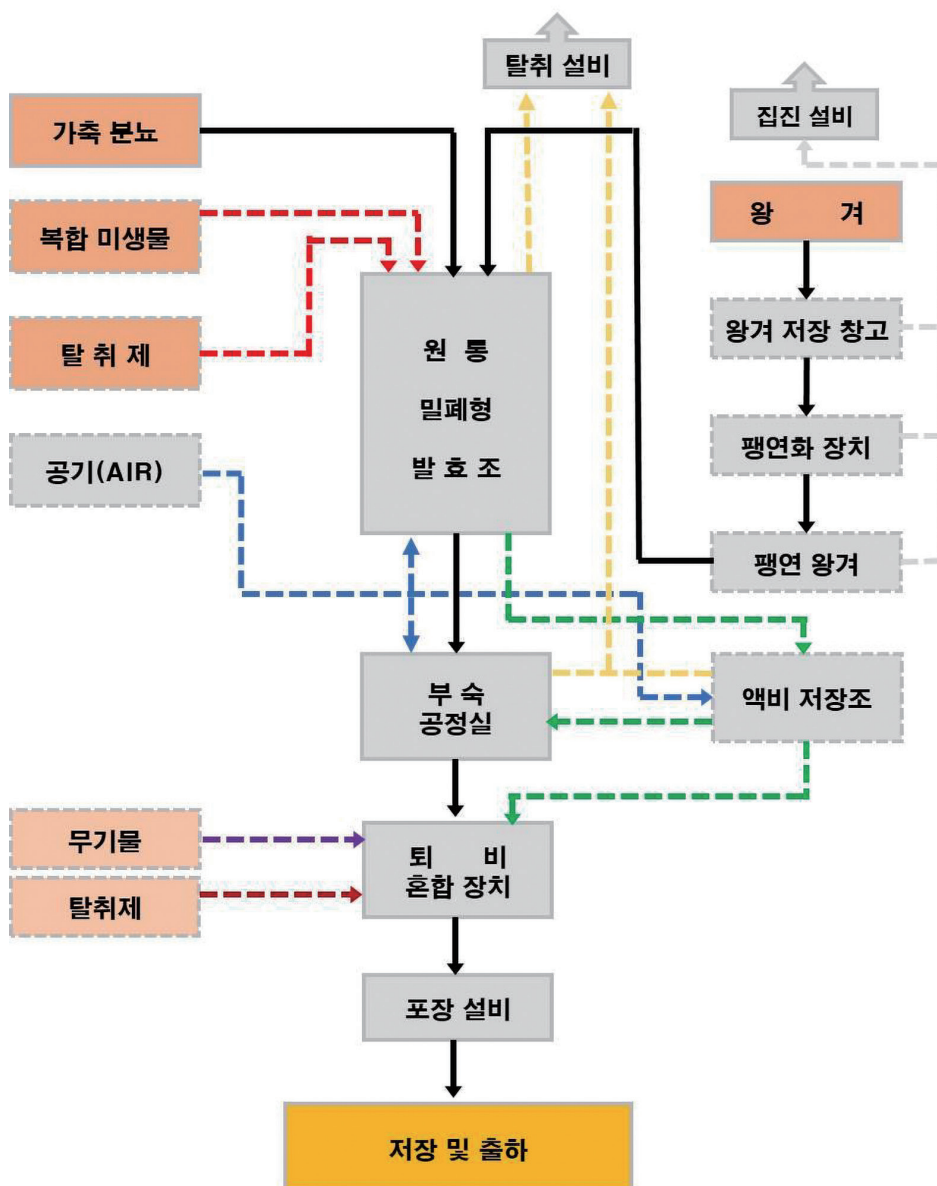 탈취 설비
집진 설비
가축 분뇨
복합 미생물
탈 취 제
공기(AIR)
원 통
밀폐형
발 효 조
왕 겨
왕겨 저장 창고
팽연화 장치
팽연 왕겨
부 숙
공정실
액비 저장조
무기물
탈취제
퇴 비
혼합 장치
포장 설비
저장 및 출하